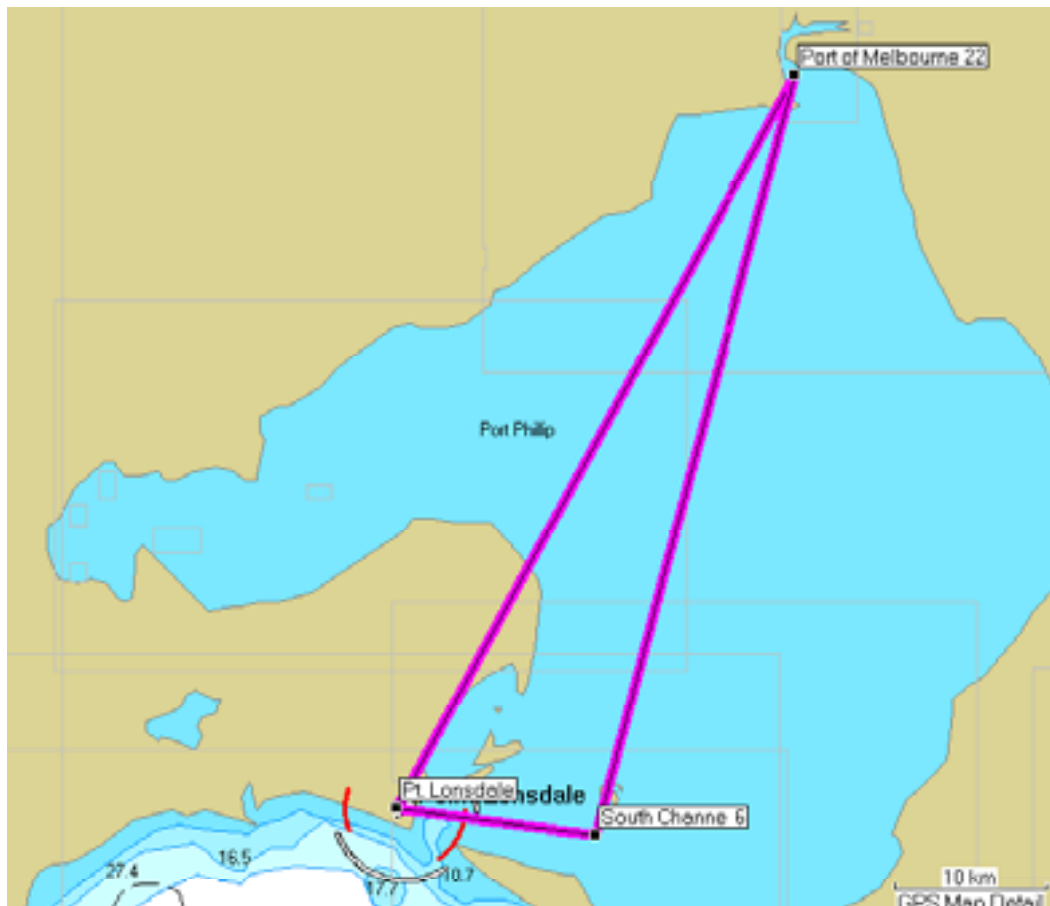 Port of Melbourne 22
Port Phillip
Pt. Lonsdale
Lonsdale
South Channe 6
16.5
27.4
17.7
10.7
10 km
GPS Map Detail